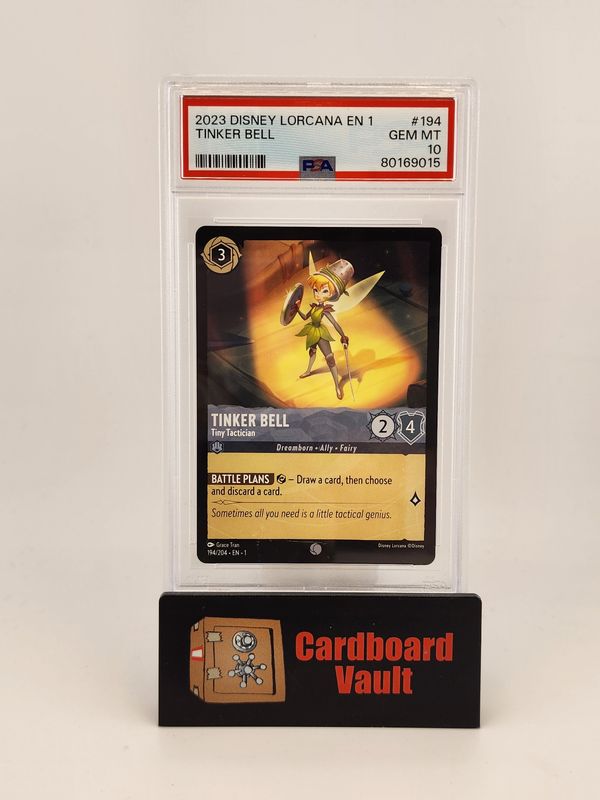 2023 DISNEY LORCANA EN 1 #194
TINKER BELL GEM MT
10
PSA 80169015
3
TINKER BELL
Tiny Tactician
2 4
Dreamborn • Ally • Fairy
BATTLE PLANS – Draw a card, then choose
and discard a card.
Sometimes all you need is a little tactical genius.
Grace Tran
194/204 • EN • 1
Disney Lorcana ©Disney
Cardboard
Vault